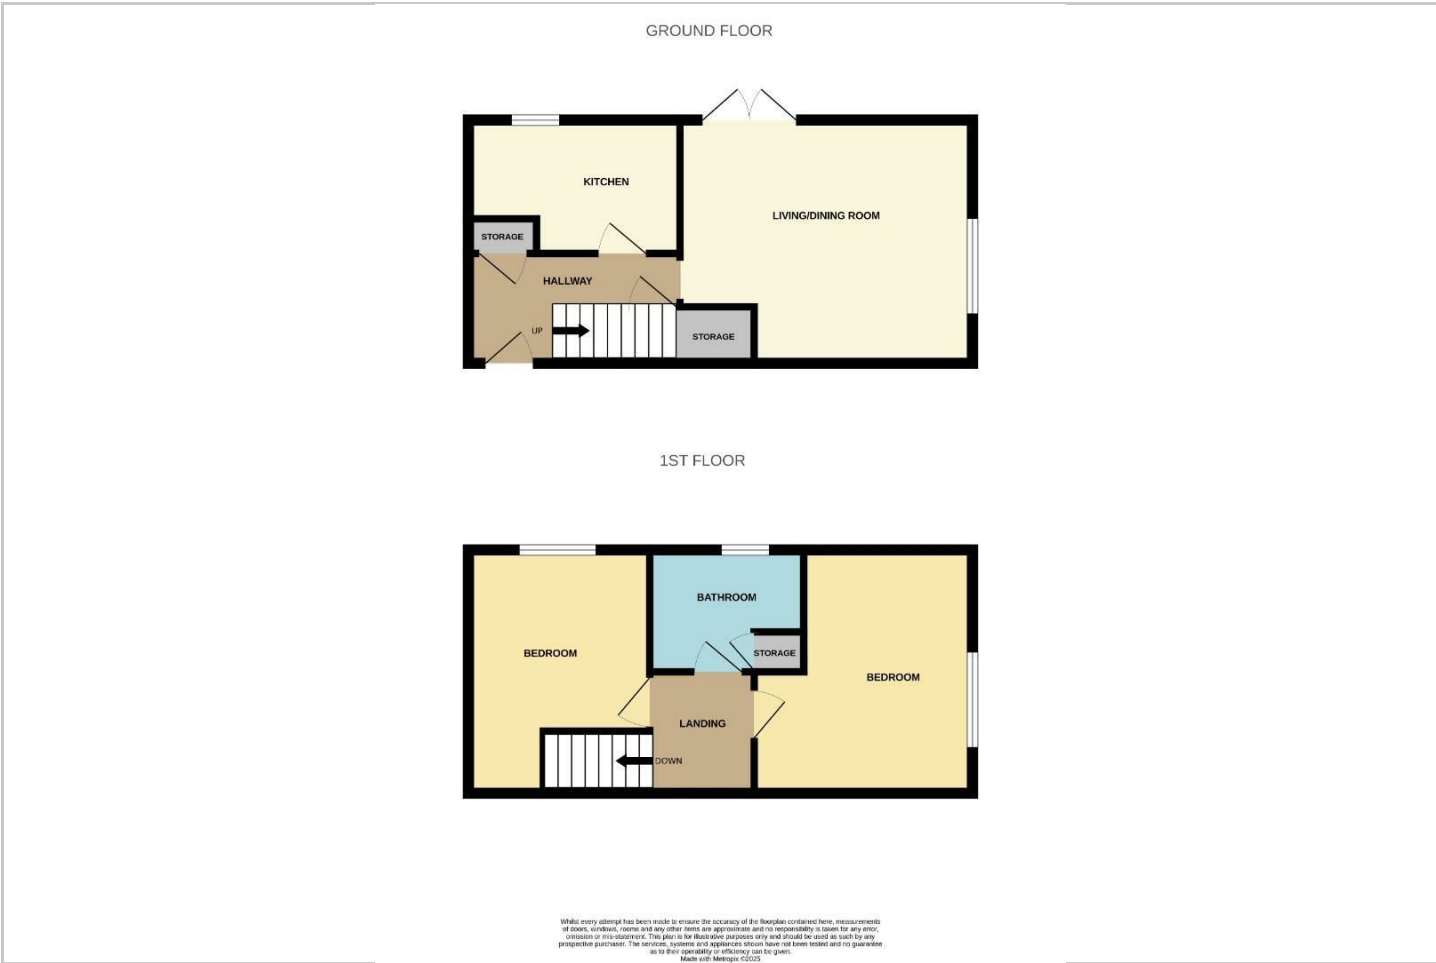 GROUND FLOOR
KITCHEN
LIVING/DINING ROOM
STORAGE
HALLWAY
UP
STORAGE
1ST FLOOR
BATHROOM
BEDROOM
STORAGE
BEDROOM
LANDING
DOWN
Whilst every attempt has been made to ensure the accuracy of the floorplan contained here, measurements
of doors, windows, rooms and any other items are approximate and no responsibility is taken for any error,
omission or mis-statement. This plan is for illustrative purposes only and should be used as such by any
prospective purchaser. The services, systems and appliances shown have not been tested and no guarantee
as to their operability or efficiency can be given.
Made with Metropix ©2025